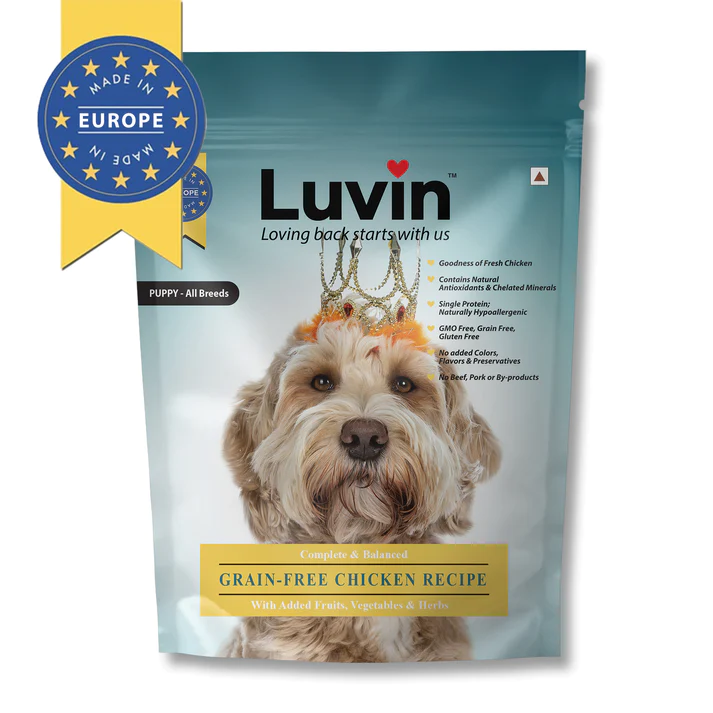 MADE IN
EUROPE
MADE IN
OPE
Luvin™
Loving back starts with us
PUPPY - All Breeds
Goodness of Fresh Chicken
Contains Natural
Antioxidants & Chelated Minerals
Single Protein;
Naturally Hypoallergenic
GMO Free, Grain Free,
Gluten Free
No added Colors,
Flavors & Preservatives
No Beef, Pork or By-products
Complete & Balanced
GRAIN-FREE CHICKEN RECIPE
With Added Fruits, Vegetables & Herbs